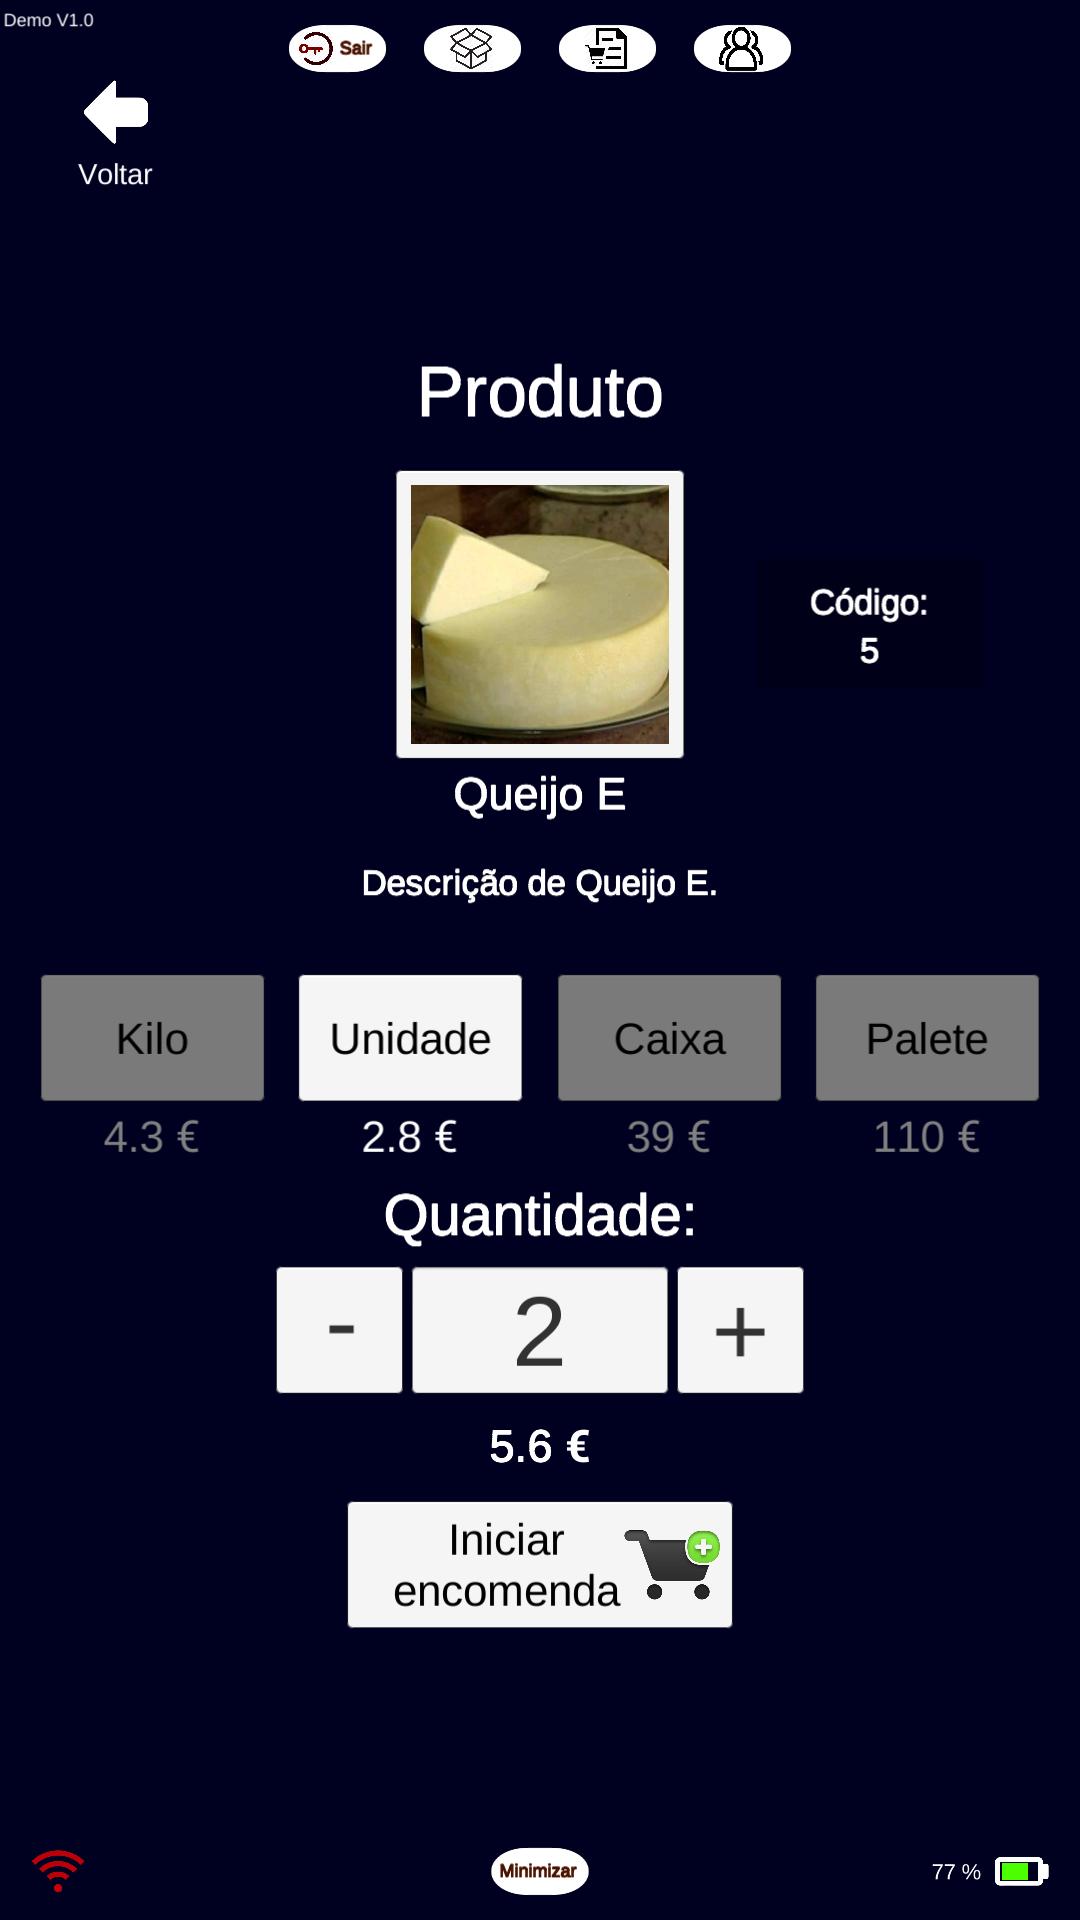 Demo V1.0
Sair
Voltar
Produto
Código:
5
Queijo E
Descrição de Queijo E.
Kilo Unidade Caixa Palete
4.3 € 2.8 € 39 € 110 €
Quantidade:
- 2 +
5.6 €
Iniciar
encomenda
Minimizar
77 %